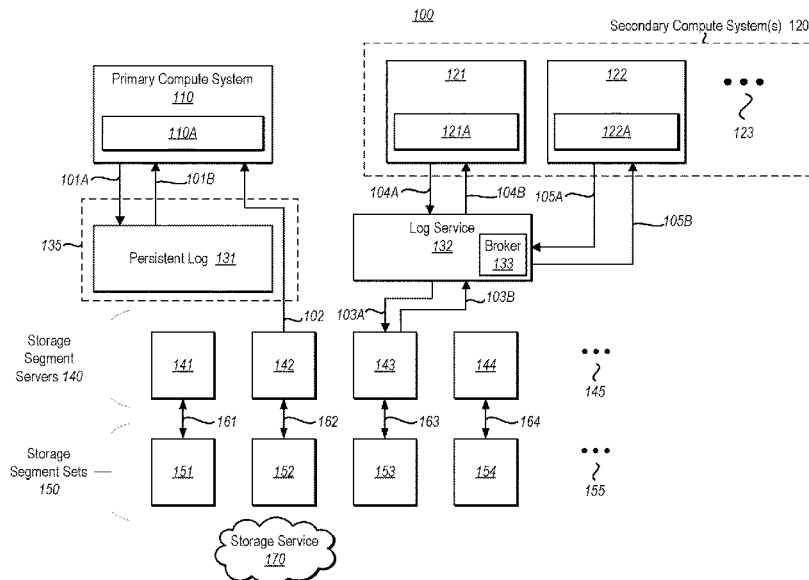 100
Secondary Compute System(s) 120
Primary Compute System
110
110A
121
121A
122
122A
123
101A
101B
104A
104B
105A
105B
135
Persistent Log 131
Log Service
132
Broker
133
102
103A
103B
Storage
Segment
Servers 140
141
142
143
144
145
161
162
163
164
Storage
Segment Sets
150
151
152
153
154
155
Storage Service
170